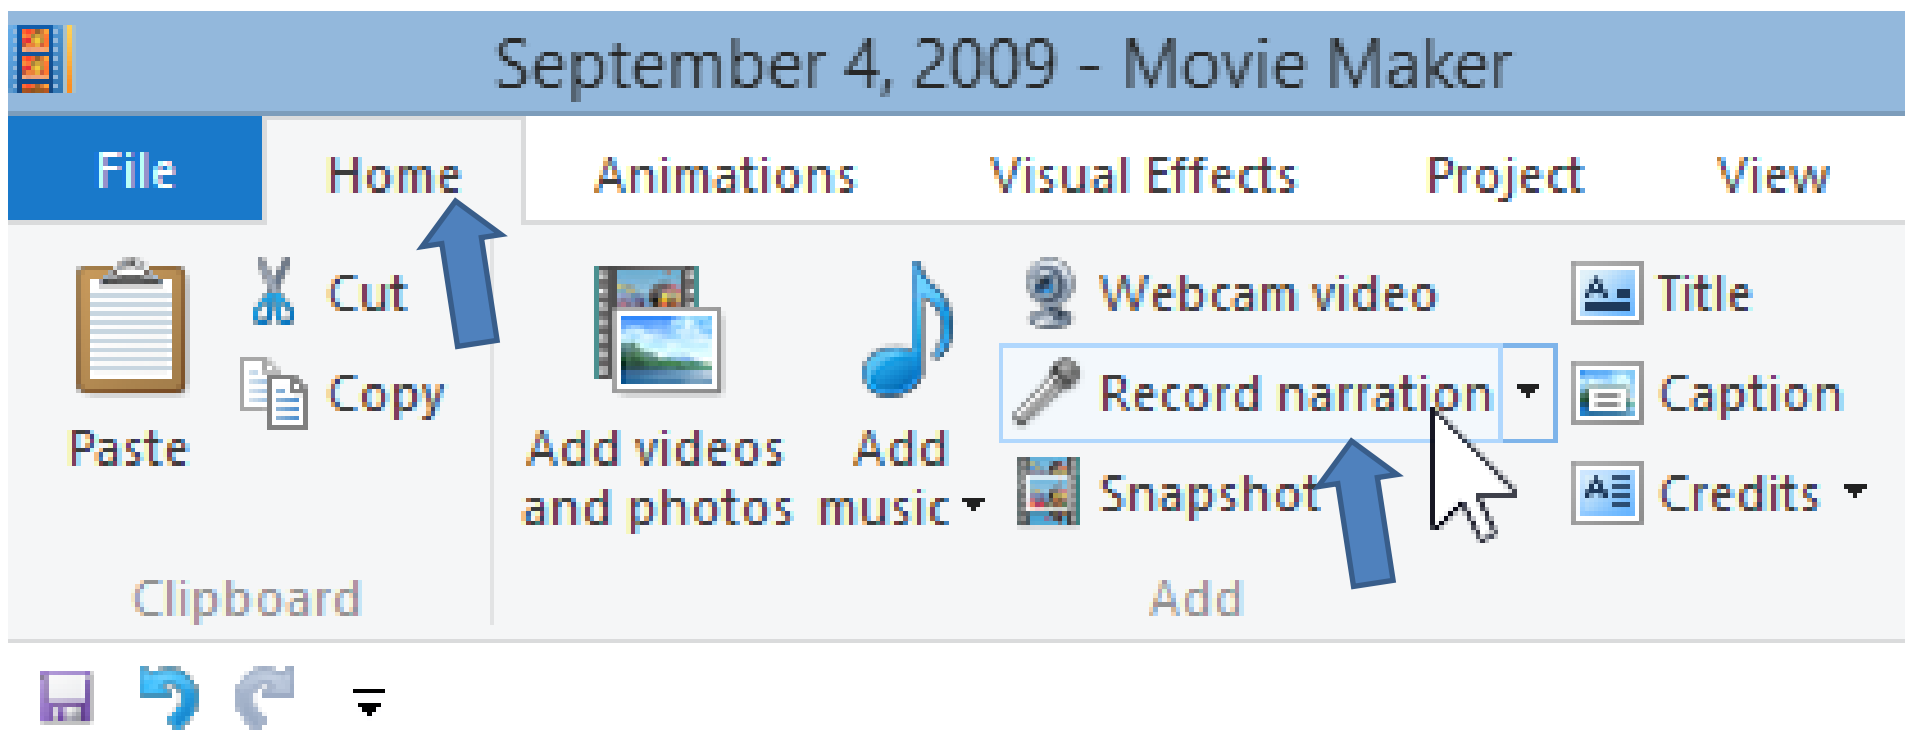 September 4, 2009 - Movie Maker
File Home Animations Visual Effects Project View
Paste
Cut
Copy
Clipboard
Add videos
and photos
Add
music
Webcam video
Record narration
Snapshot
Title
Caption
Credits
Add